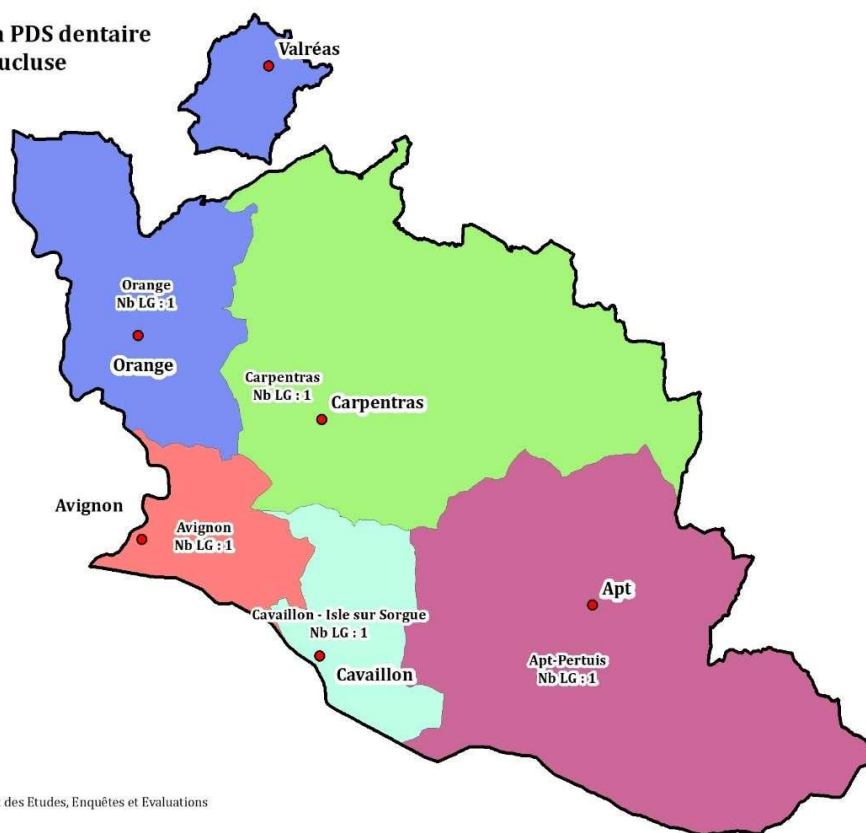 PDS dentaire
Valréas
Orange
Nb LG : 1
Orange
Carpentras
Nb LG : 1
Carpentras
Avignon
Avignon
Nb LG : 1
Apt
Cavaillon - Isle sur Sorgue
Nb LG : 1
Cavaillon
Apt-Pertuis
Nb LG : 1
des Etudes, Enquêtes et Evaluations